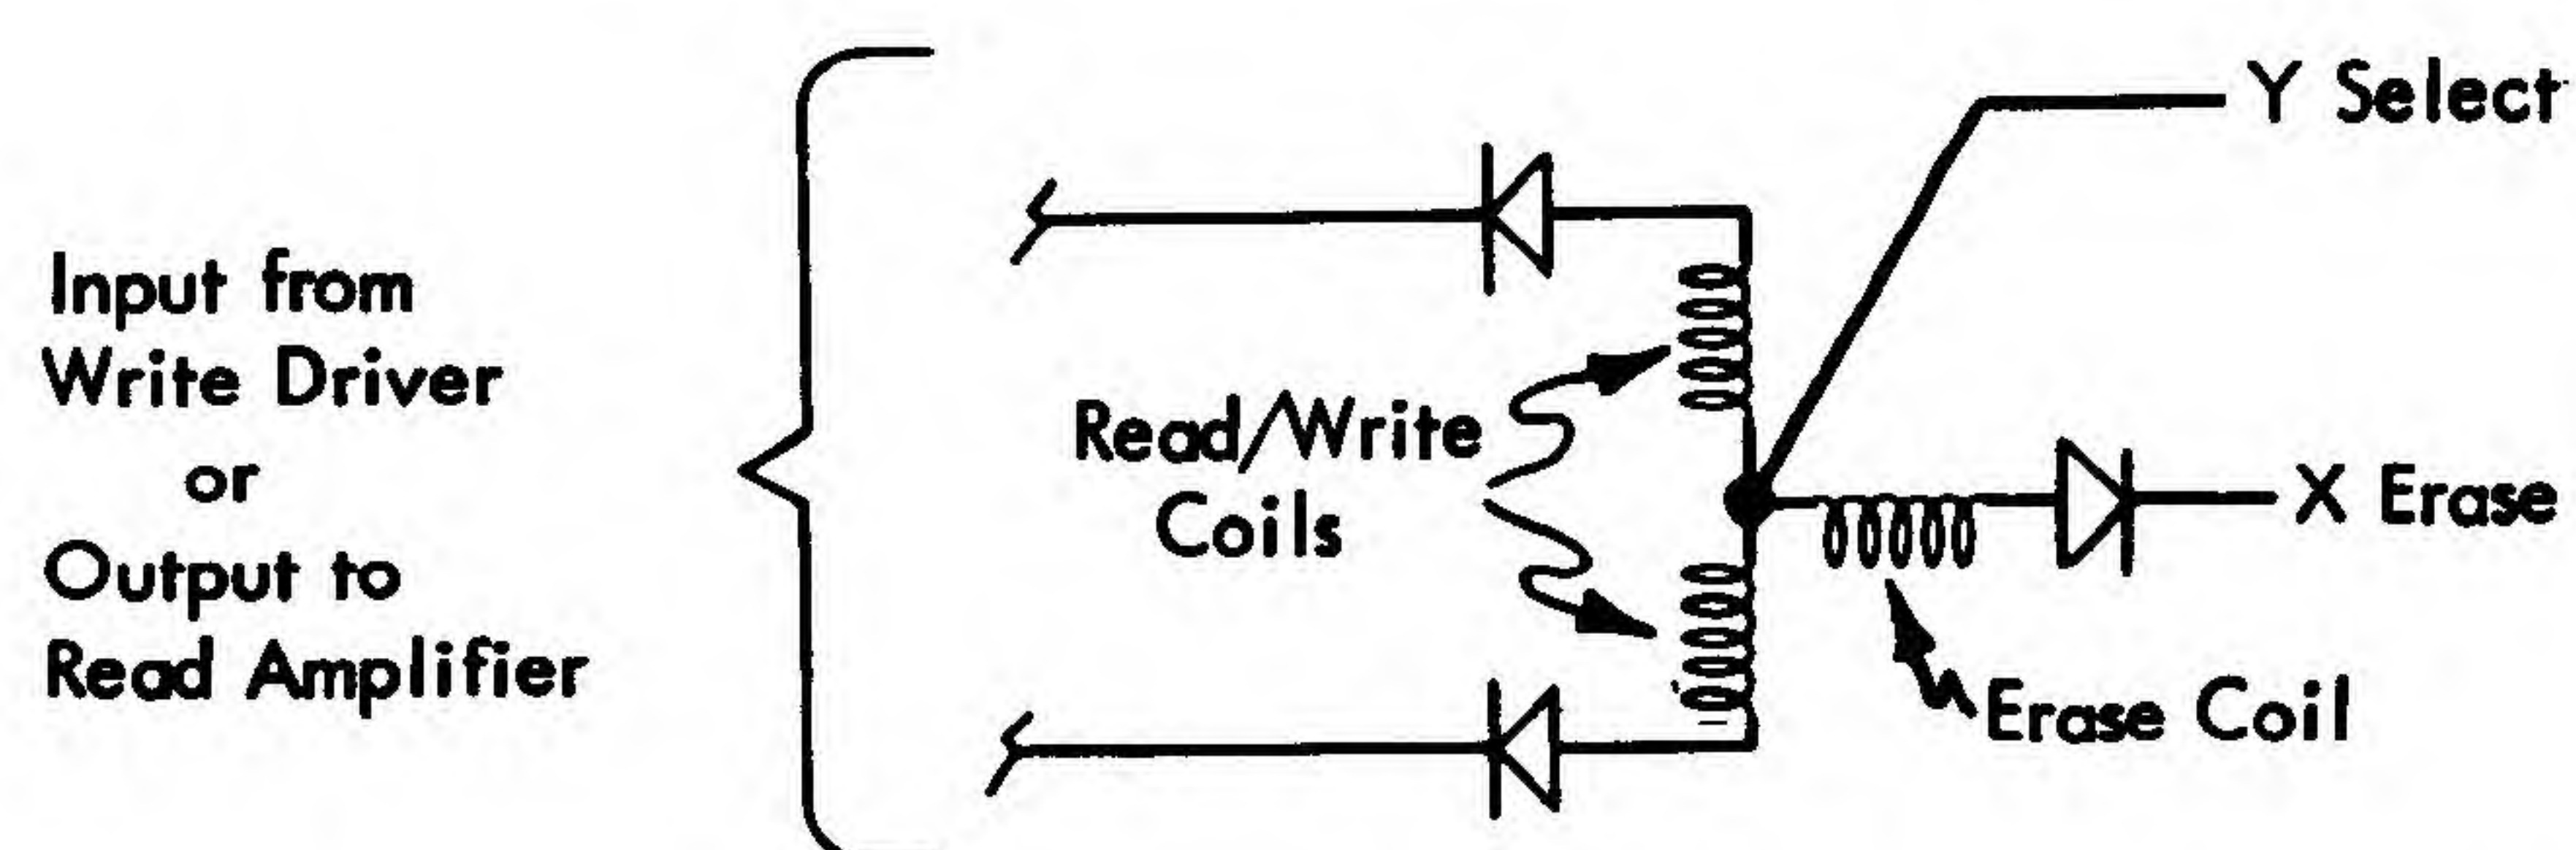 Input from
Write Driver
or
Output to
Read Amplifier
Read/Write
Coils
Y Select
X Erase
Erase Coil